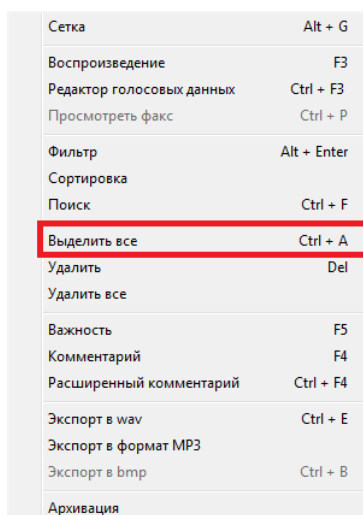 Сетка Alt + G
Воспроизведение F3
Редактор голосовых данных Ctrl + F3
Просмотреть факс Ctrl + P
Фильтр Alt + Enter
Сортировка
Поиск Ctrl + F
Выделить все Ctrl + A
Удалить Del
Удалить все
Важность F5
Комментарий F4
Расширенный комментарий Ctrl + F4
Экспорт в wav Ctrl + E
Экспорт в формат MP3
Экспорт в bmp Ctrl + B
Архивация